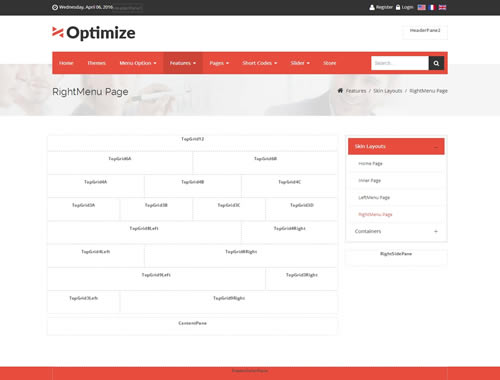 Wednesday, April 06, 2016 HeaderPane Register Login
Optimize
HeaderPane2
Home Themes Menu Option Features Pages Short Codes Slider Store Search...
RightMenu Page
Features / Skin Layouts / RightMenu Page
TopGrid12
TopGrid6A TopGrid6B
TopGrid4A TopGrid4B TopGrid4C
TopGrid3A TopGrid3B TopGrid3C TopGrid3D
TopGrid8Left TopGrid4Right
TopGrid4Left TopGrid8Right
TopGrid9Left TopGrid3Right
TopGrid3Left TopGrid9Right
ContentPane
Skin Layouts
Home Page
Inner Page
LeftMenu Page
RightMenu Page
Containers +
RightSidePane